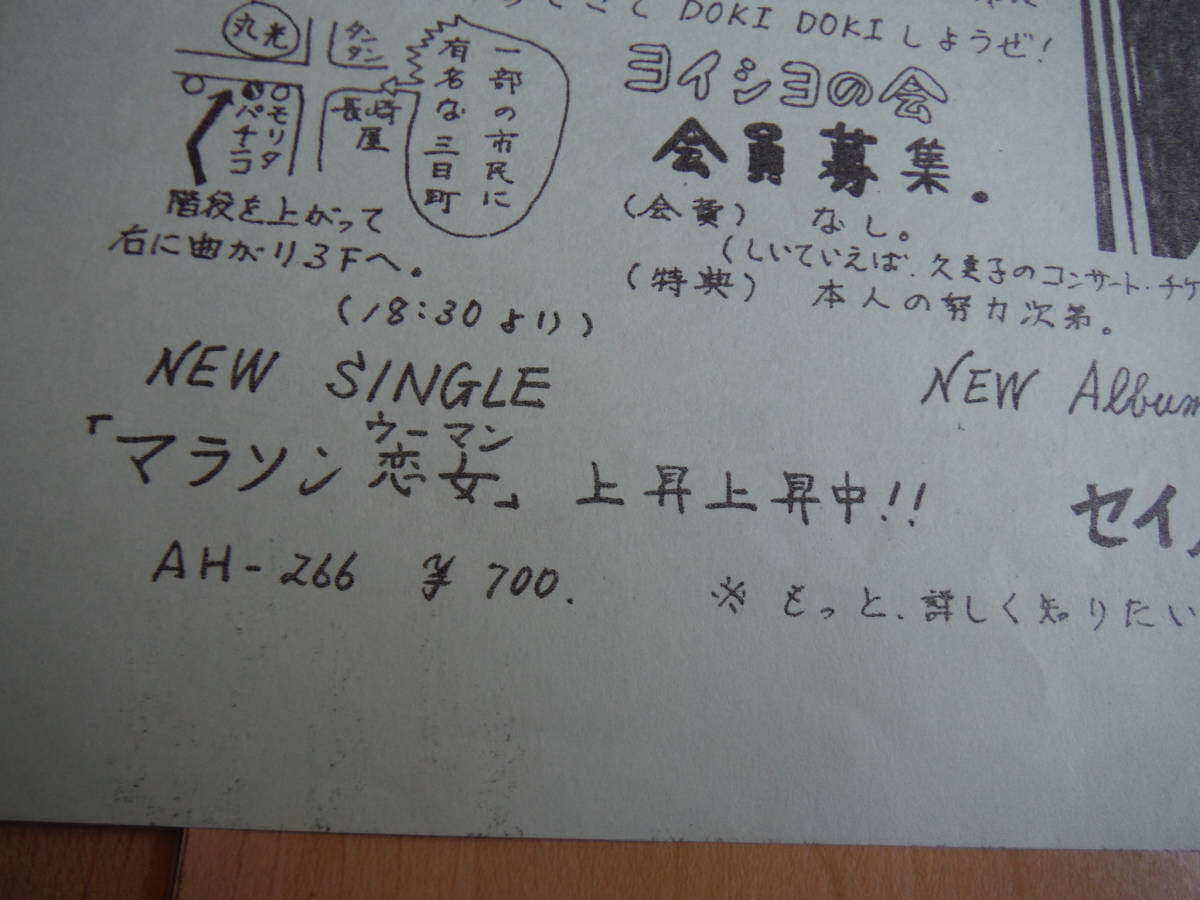 DOKI DOKI しようぜ!
丸光
タンタン
一部の市民に
有名な三日町
モリタ
パチンコ
長崎屋
階段を上がって
右に曲がり3Fへ。
(18:30より)
ヨイショの会
会員募集。
(会費) なし。
(しいていえば、久美子のコンサート・チケ
(特典) 本人の努力次第。
NEW SINGLE
ウーマン
「マラソン恋女」上昇上昇中!!
AH-266 ¥700.
NEW Album
セイ
※もっと、詳しく知りたい